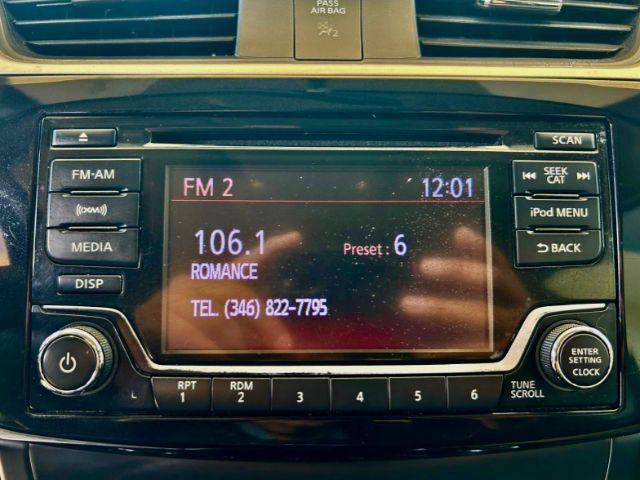 PASS
AIR BAG
2
SCAN
FM·AM
SEEK
CAT
FM 2 12:01
((XM))
iPod MENU
106.1 Preset : 6
MEDIA
BACK
ROMANCE
DISP
TEL. (346) 822-7795
ENTER
SETTING
CLOCK
RPT
1
RDM
2
3
4
5
6
TUNE
SCROLL